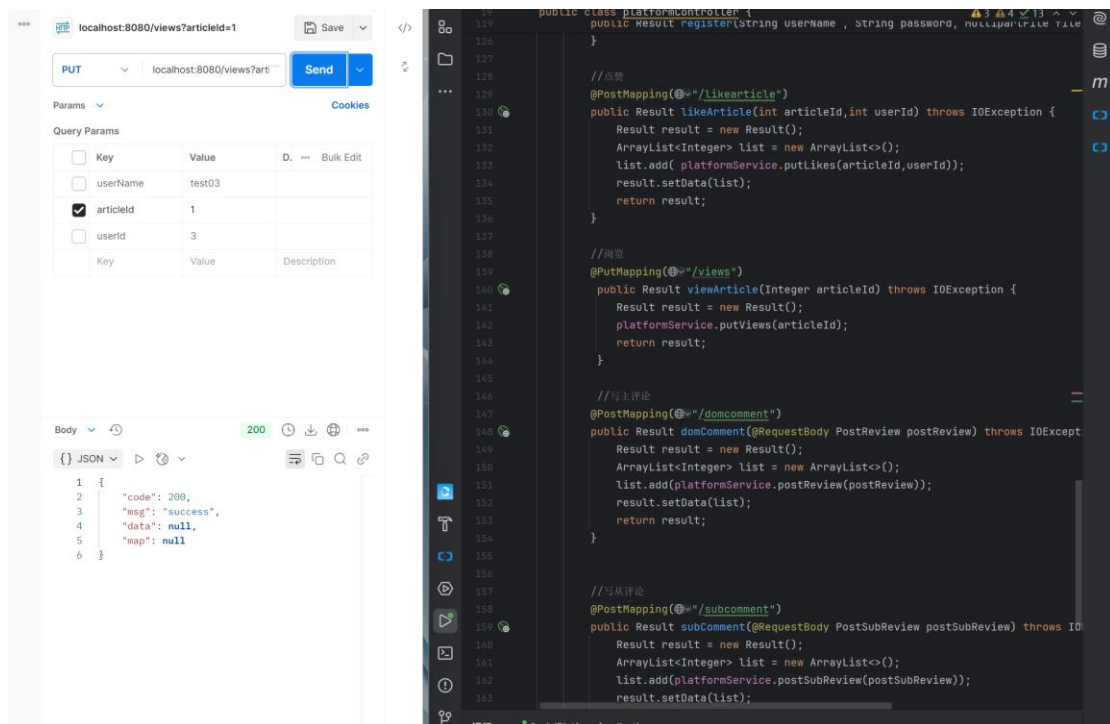 HTTP localhost:8080/views?articleId=1
Save
PUT
localhost:8080/views?arti
Send
Params
Cookies
Query Params
Key Value D. Bulk Edit
userName test03
articleId 1
userId 3
Key Value Description
Body
200
{} JSON
1 {
2 "code": 200,
3 "msg": "success",
4 "data": null,
5 "map": null
6 }
19 public class platformController {
3 4 13
119 public Result register(String userName , String password, MultipartFile file
126 }
127
128 //点赞
129 @PostMapping("/likearticle")
130 public Result likeArticle(int articleId,int userId) throws IOException {
131 Result result = new Result();
132 ArrayList<Integer> list = new ArrayList<>();
133 list.add( platformService.putLikes(articleId,userId));
134 result.setData(list);
135 return result;
136 }
137
138 //浏览
139 @PutMapping("/views")
140 public Result viewArticle(Integer articleId) throws IOException {
141 Result result = new Result();
142 platformService.putViews(articleId);
143 return result;
144 }
145
146 //写主评论
147 @PostMapping("/domcomment")
148 public Result domComment(@RequestBody PostReview postReview) throws IOExcept
149 Result result = new Result();
150 ArrayList<Integer> list = new ArrayList<>();
151 list.add(platformService.postReview(postReview));
152 result.setData(list);
153 return result;
154 }
155
156
157 //写从评论
158 @PostMapping("/subcomment")
159 public Result subComment(@RequestBody PostSubReview postSubReview) throws IO
160 Result result = new Result();
161 ArrayList<Integer> list = new ArrayList<>();
162 list.add(platformService.postSubReview(postSubReview));
163 result.setData(list);